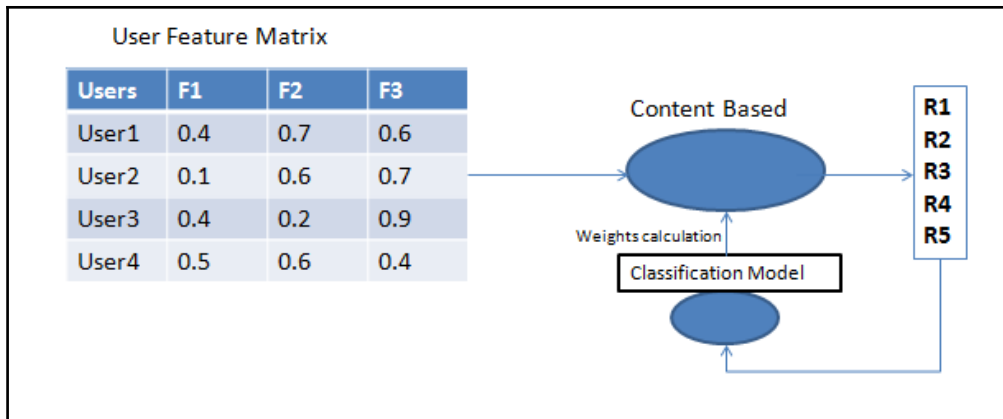 User Feature Matrix
Users F1 F2 F3
User1 0.4 0.7 0.6
User2 0.1 0.6 0.7
User3 0.4 0.2 0.9
User4 0.5 0.6 0.4
Content Based
Weights calculation
Classification Model
R1
R2
R3
R4
R5